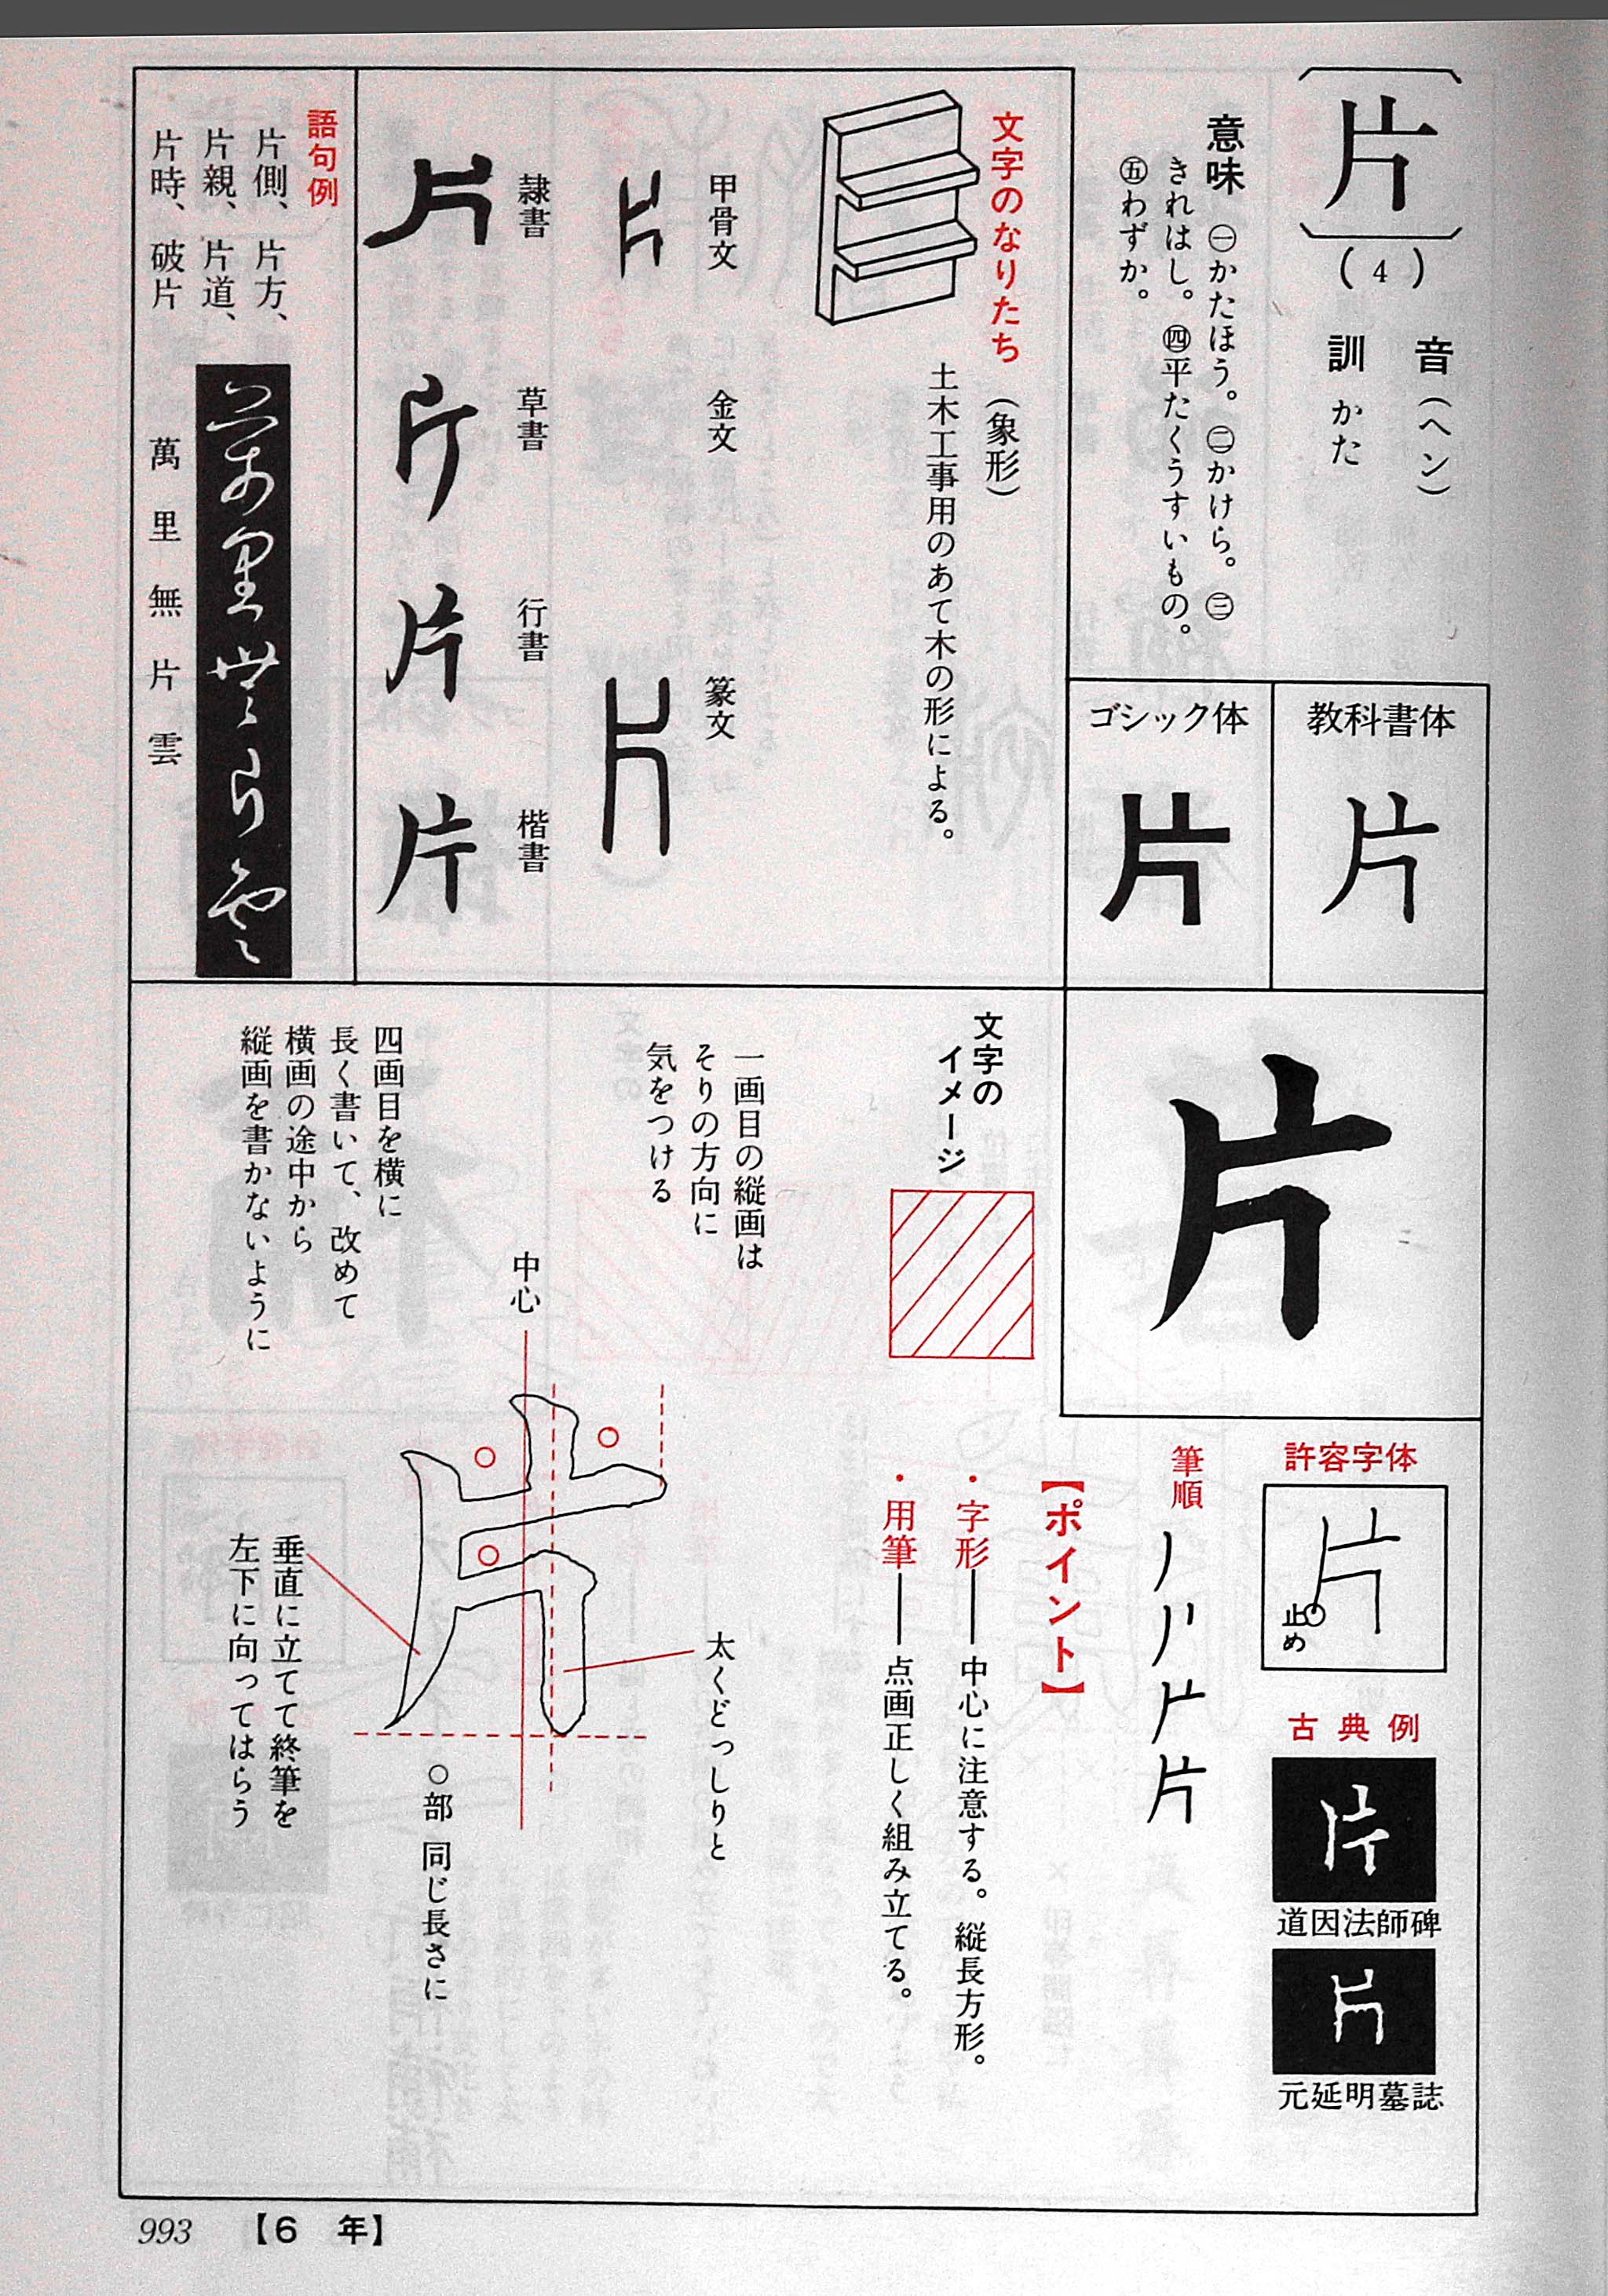 片
(4)
音（ヘン）
訓 かた
意味 ㊀かたほう。㊁かけら。㊂
きれはし。㊃平たくうすいもの。
㊄わずか。
教科書体
片
ゴシック体
片
文字のなりたち（象形）
土木工事用のあて木の形による。
甲骨文
金文
篆文
隷書
片
草書
片
行書
片
楷書
片
語句例
片側、片方、
片親、片道、
片時、破片
萬里無片雲
萬里無片雲
片
許容字体
片
止め
古典例
片
道因法師碑
片
元延明墓誌
筆順
片
【ポイント】
・字形――中心に注意する。縦長方形。
・用筆――点画正しく組み立てる。
文字の
イメージ
一画目の縦画は
そりの方向に
気をつける
四画目を横に
長く書いて、改めて
横画の途中から
縦画を書かないように
中心
片
太くどっしりと
○部 同じ長さに
垂直に立てて終筆を
左下に向ってはらう
993 【6 年】